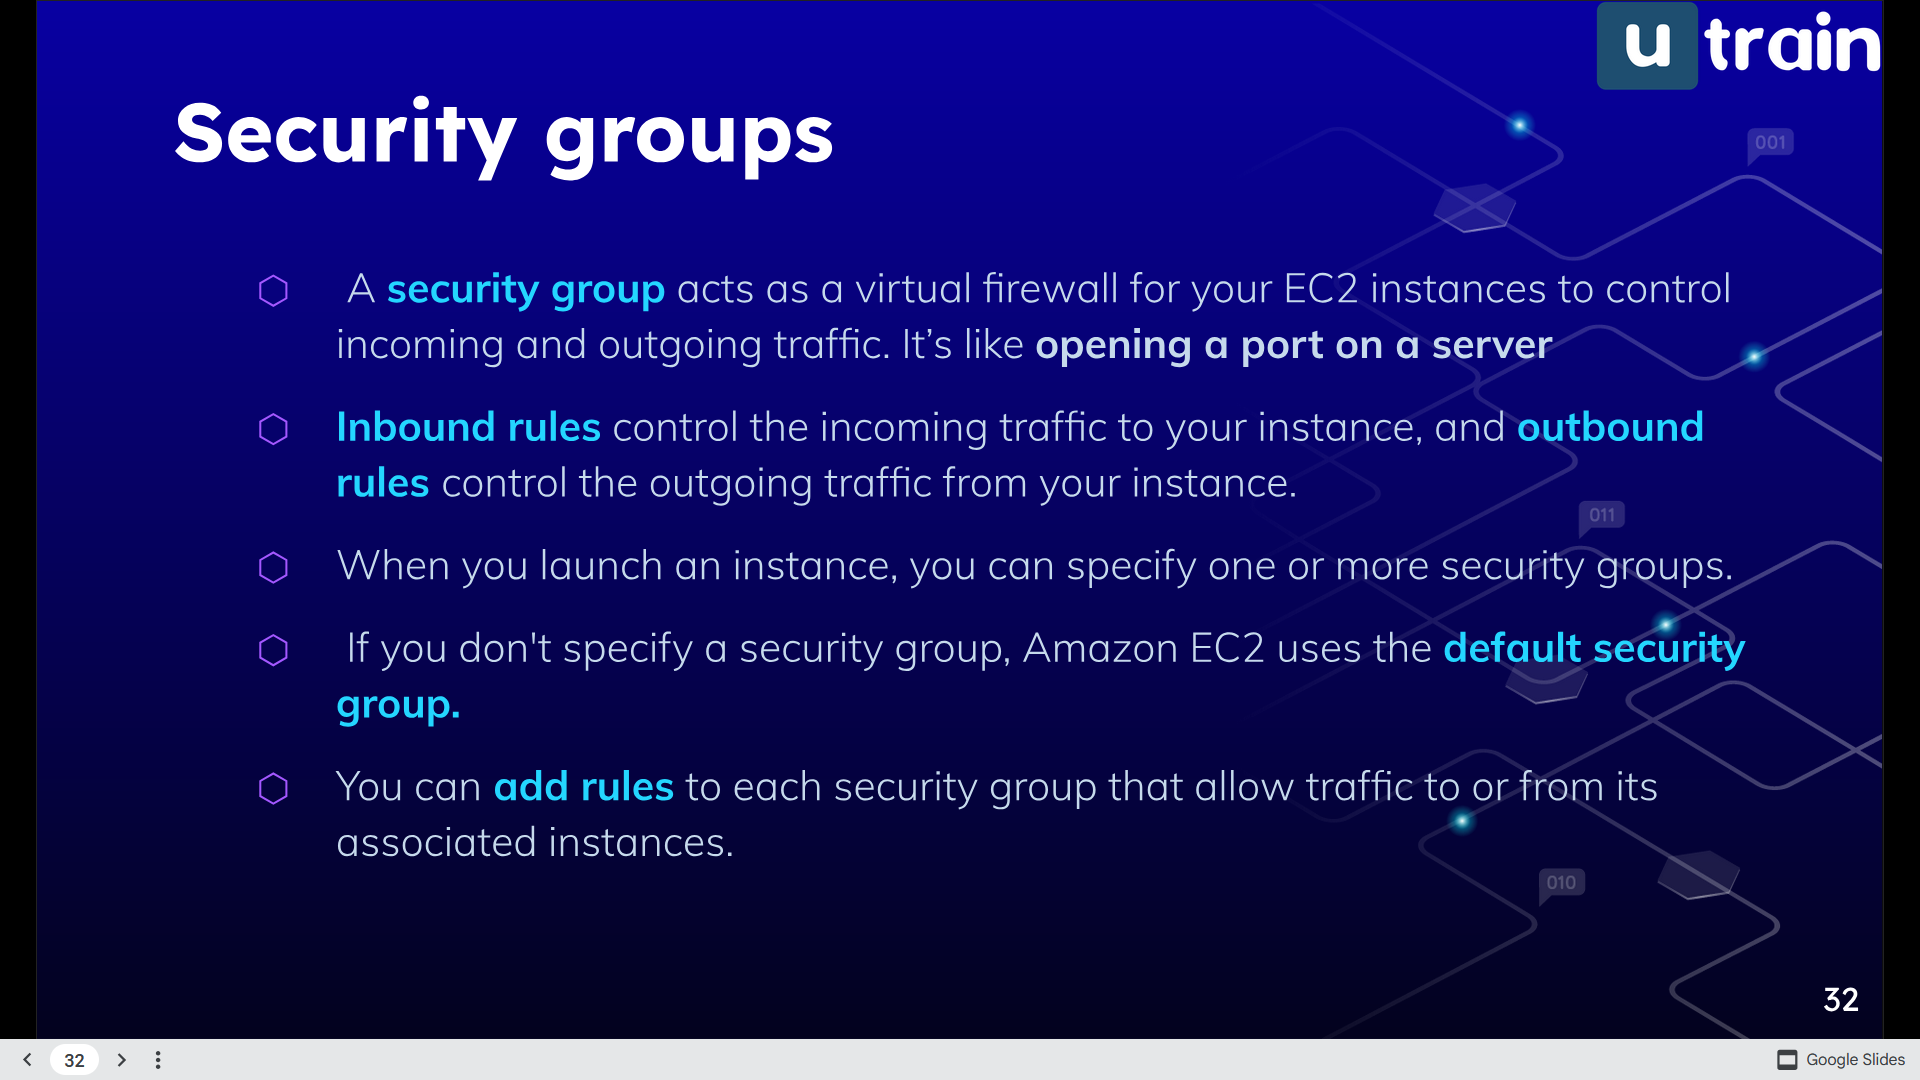 u train
Security groups
001
A security group acts as a virtual firewall for your EC2 instances to control
incoming and outgoing traffic. It’s like opening a port on a server
Inbound rules control the incoming traffic to your instance, and outbound
rules control the outgoing traffic from your instance.
011
When you launch an instance, you can specify one or more security groups.
If you don't specify a security group, Amazon EC2 uses the default security
group.
You can add rules to each security group that allow traffic to or from its
associated instances.
010
32
32
Google Slides